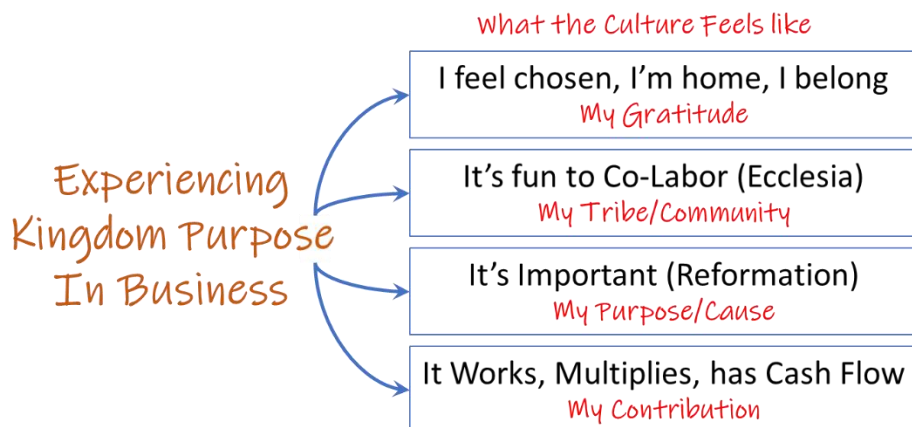 What the Culture Feels like
I feel chosen, I'm home, I belong
My Gratitude
Experiencing
Kingdom Purpose
In Business
It's fun to Co-Labor (Ecclesia)
My Tribe/Community
It's Important (Reformation)
My Purpose/Cause
It Works, Multiplies, has Cash Flow
My Contribution